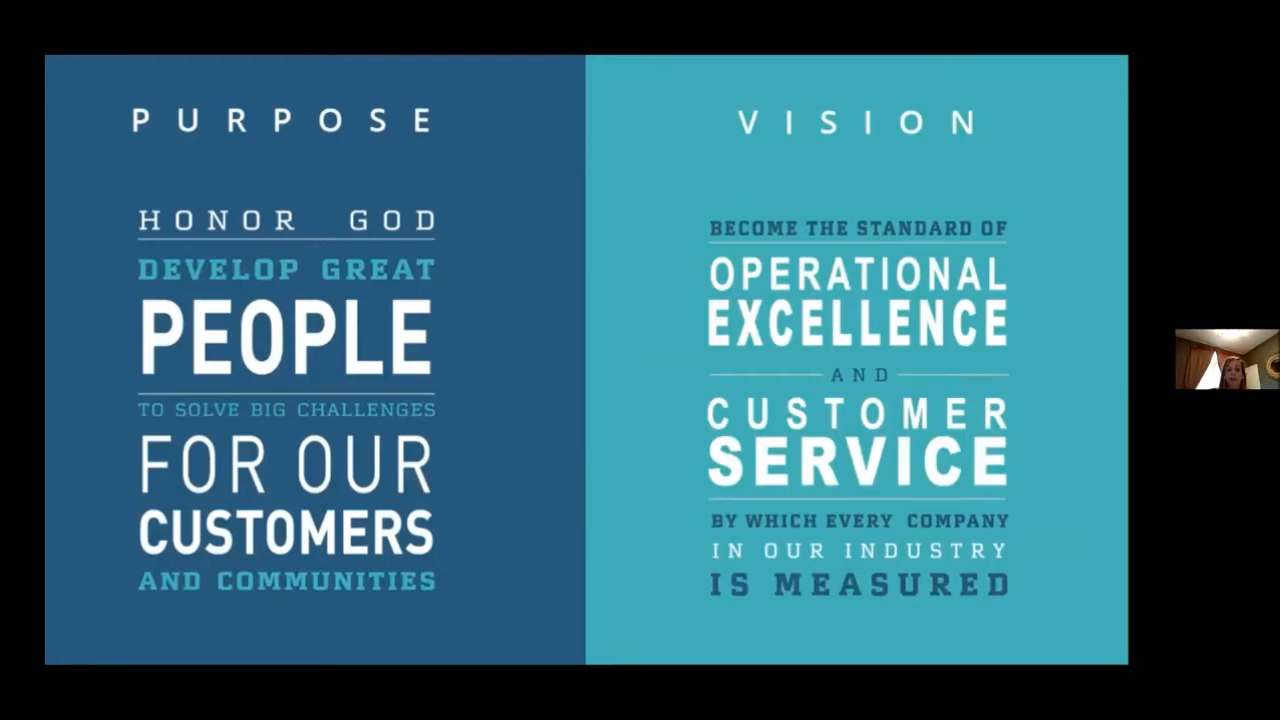 PURPOSE
HONOR GOD
DEVELOP GREAT
PEOPLE
TO SOLVE BIG CHALLENGES
FOR OUR
CUSTOMERS
AND COMMUNITIES
VISION
BECOME THE STANDARD OF
OPERATIONAL
EXCELLENCE
AND
CUSTOMER
SERVICE
BY WHICH EVERY COMPANY
IN OUR INDUSTRY
IS MEASURED